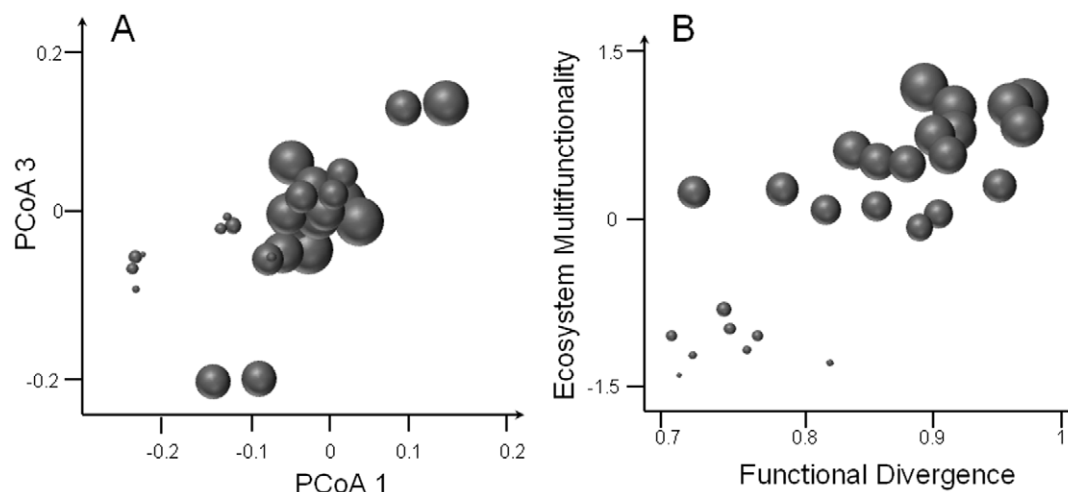 A
0.2
0
-0.2
PCoA 3
-0.2
-0.1
0
0.1
0.2
PCoA 1
B
1.5
0
-1.5
Ecosystem Multifunctionality
0.7
0.8
0.9
1
Functional Divergence